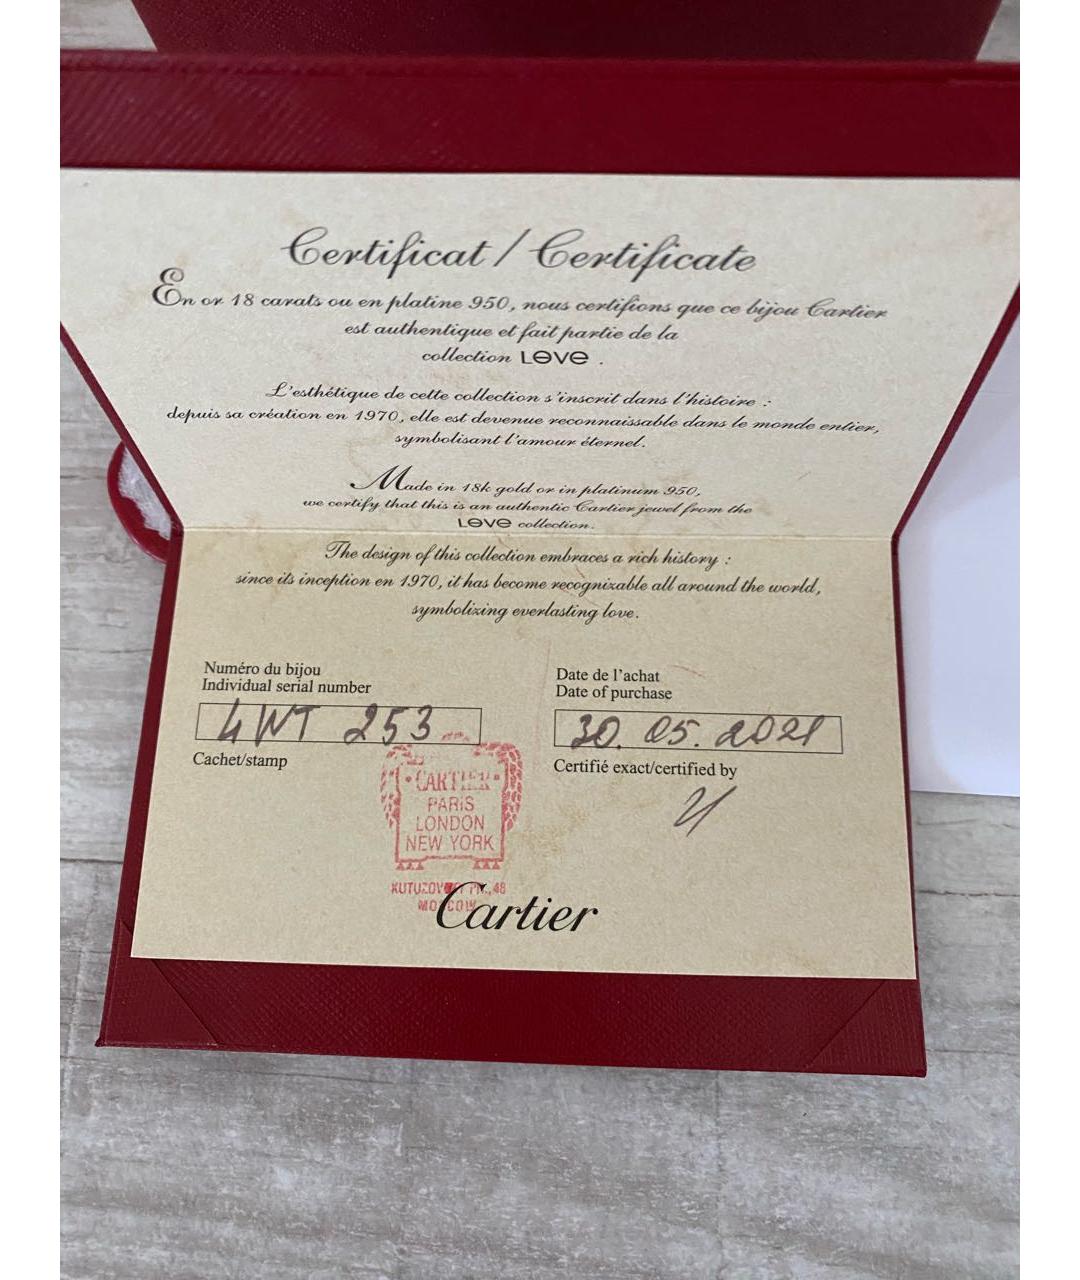 Certificat / Certificate
En or 18 carats ou en platine 950, nous certifions que ce bijou Cartier
est authentique et fait partie de la
collection LOVE .
L'esthétique de cette collection s'inscrit dans l'histoire :
depuis sa création en 1970, elle est devenue reconnaissable dans le monde entier,
symbolisant l'amour éternel.
Made in 18k gold or in platinum 950,
we certify that this is an authentic Cartier jewel from the
LOVE collection.
The design of this collection embraces a rich history :
since its inception en 1970, it has become recognizable all around the world,
symbolizing everlasting love.
Numéro du bijou
Individual serial number
4WT 253
Date de l'achat
Date of purchase
30. 05. 2021
Cachet/stamp
Certifié exact/certified by
CARTIER
PARIS
LONDON
NEW YORK
48
MOSCOW
Cartier